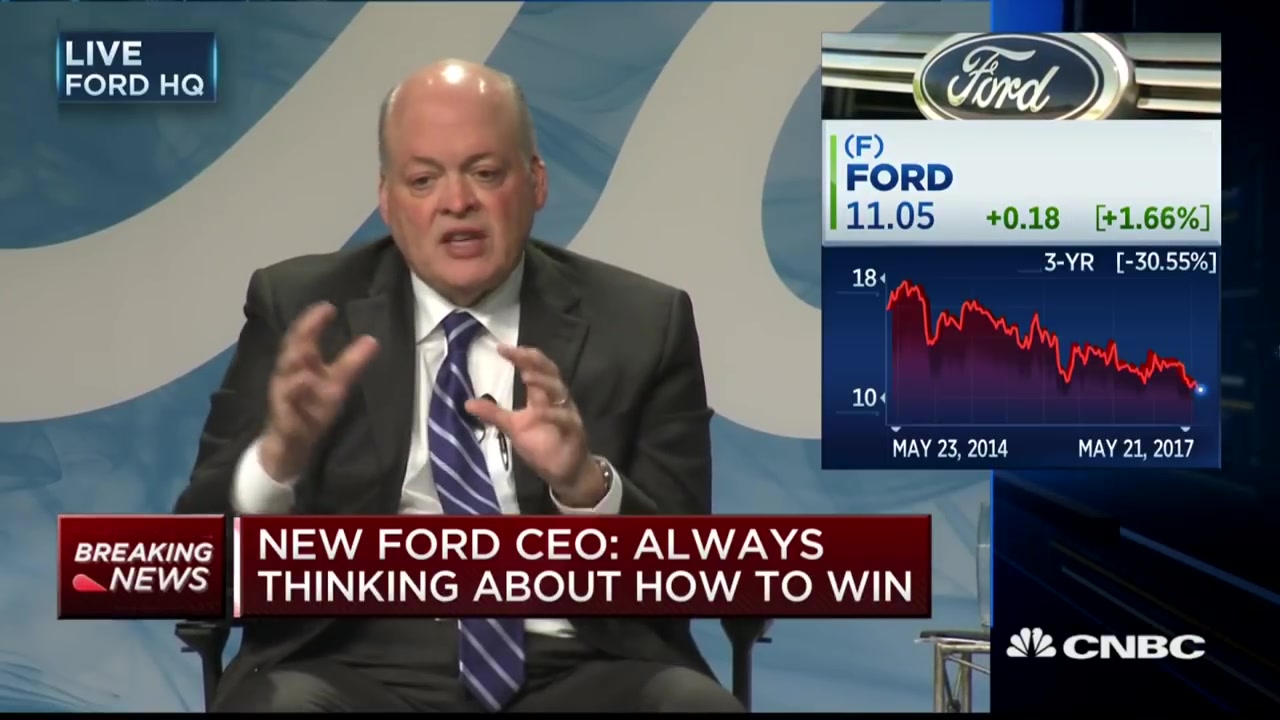 LIVE
FORD HQ
Ford
(F)
FORD
11.05 +0.18 [+1.66%]
3-YR [-30.55%]
18
10
MAY 23, 2014 MAY 21, 2017
BREAKING
NEWS
NEW FORD CEO: ALWAYS
THINKING ABOUT HOW TO WIN
CNBC